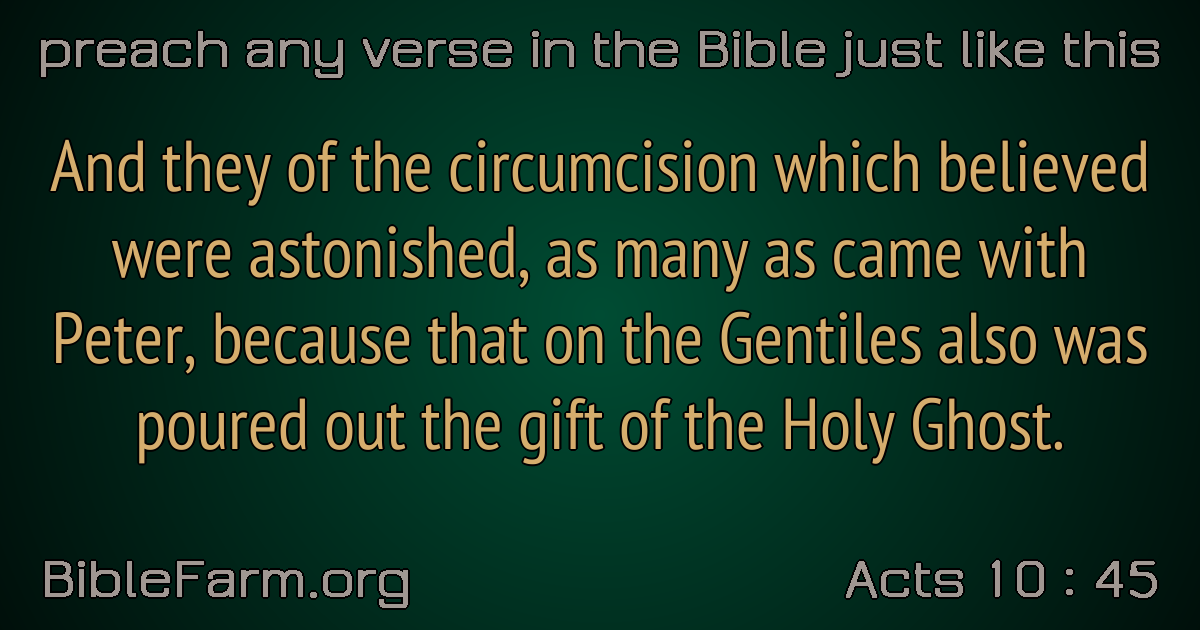 preach any verse in the Bible just like this
And they of the circumcision which believed
were astonished, as many as came with
Peter, because that on the Gentiles also was
poured out the gift of the Holy Ghost.
BibleFarm.org
Acts 10 : 45